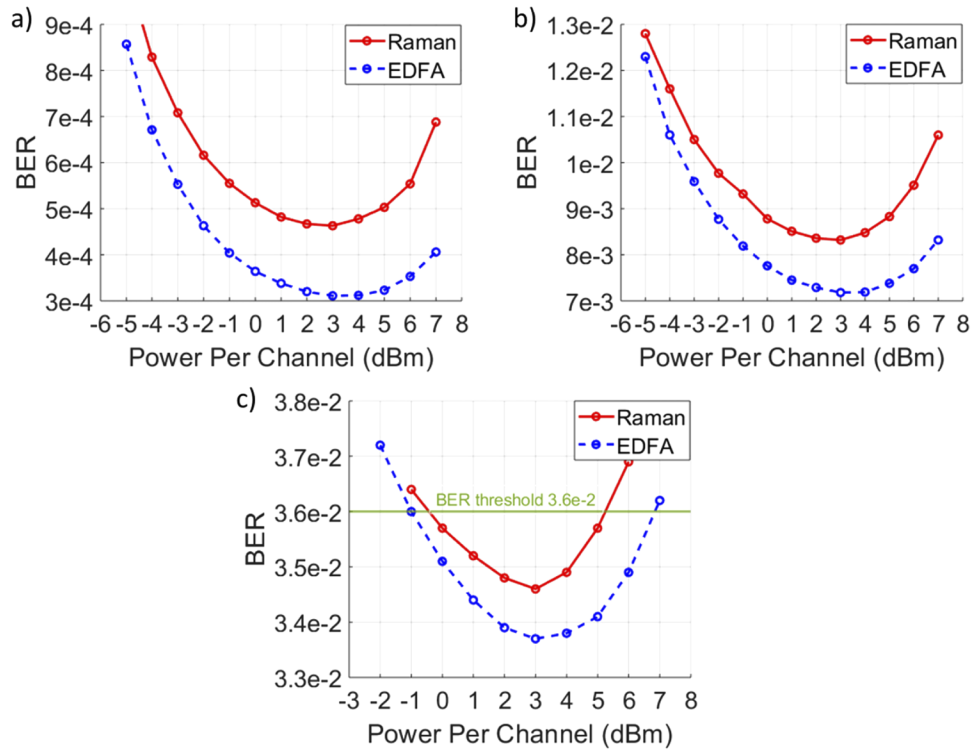 a)
9e-4
8e-4
7e-4
6e-4
5e-4
4e-4
3e-4
BER
-6 -5 -4 -3 -2 -1 0 1 2 3 4 5 6 7 8
Power Per Channel (dBm)
Raman
EDFA
b)
1.3e-2
1.2e-2
1.1e-2
1e-2
9e-3
8e-3
7e-3
BER
-6 -5 -4 -3 -2 -1 0 1 2 3 4 5 6 7 8
Power Per Channel (dBm)
Raman
EDFA
c)
3.8e-2
3.7e-2
3.6e-2
3.5e-2
3.4e-2
3.3e-2
BER
-3 -2 -1 0 1 2 3 4 5 6 7 8
Power Per Channel (dBm)
Raman
EDFA
BER threshold 3.6e-2